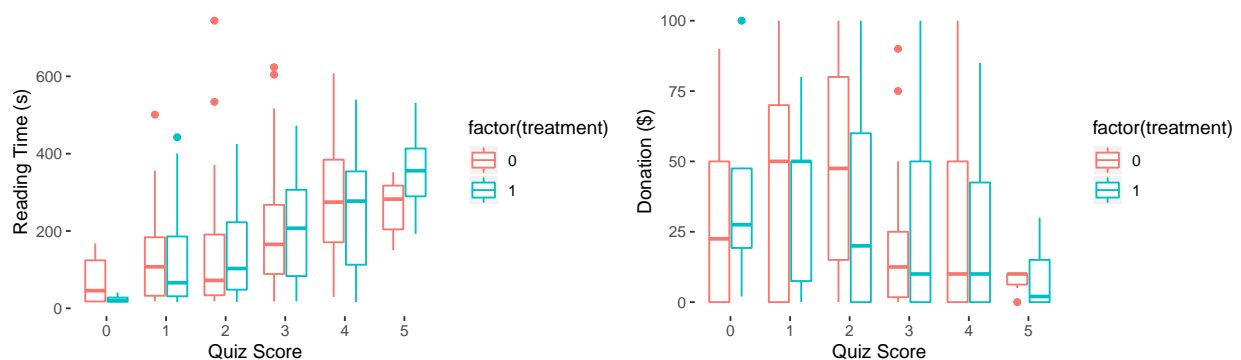 600
400
200
0
0 1 2 3 4 5
Quiz Score
Reading Time (s)
factor(treatment)
0
1
100
75
50
25
0
0 1 2 3 4 5
Quiz Score
Donation ($)
factor(treatment)
0
1